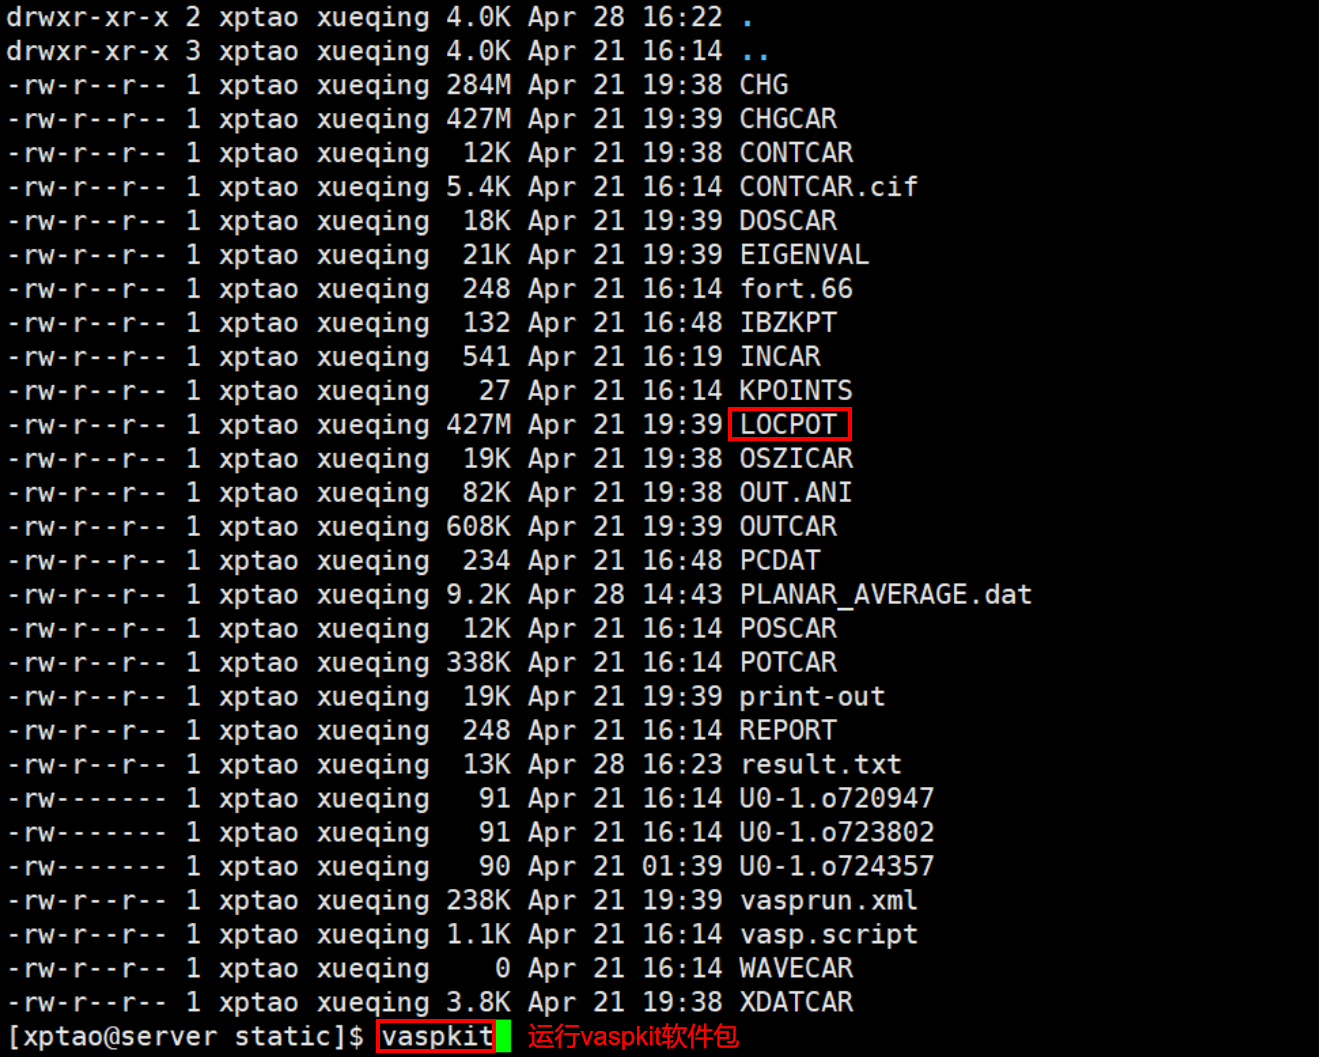 drwxr-xr-x 2 xptao xueqing 4.0K Apr 28 16:22 .
drwxr-xr-x 3 xptao xueqing 4.0K Apr 21 16:14 ..
-rw-r--r-- 1 xptao xueqing 284M Apr 21 19:38 CHG
-rw-r--r-- 1 xptao xueqing 427M Apr 21 19:39 CHGCAR
-rw-r--r-- 1 xptao xueqing 12K Apr 21 19:38 CONTCAR
-rw-r--r-- 1 xptao xueqing 5.4K Apr 21 16:14 CONTCAR.cif
-rw-r--r-- 1 xptao xueqing 18K Apr 21 19:39 DOSCAR
-rw-r--r-- 1 xptao xueqing 21K Apr 21 19:39 EIGENVAL
-rw-r--r-- 1 xptao xueqing 248 Apr 21 16:14 fort.66
-rw-r--r-- 1 xptao xueqing 132 Apr 21 16:48 IBZKPT
-rw-r--r-- 1 xptao xueqing 541 Apr 21 16:19 INCAR
-rw-r--r-- 1 xptao xueqing 27 Apr 21 16:14 KPOINTS
-rw-r--r-- 1 xptao xueqing 427M Apr 21 19:39 LOCPOT
-rw-r--r-- 1 xptao xueqing 19K Apr 21 19:38 OSZICAR
-rw-r--r-- 1 xptao xueqing 82K Apr 21 19:38 OUT.ANI
-rw-r--r-- 1 xptao xueqing 608K Apr 21 19:39 OUTCAR
-rw-r--r-- 1 xptao xueqing 234 Apr 21 16:48 PCDAT
-rw-r--r-- 1 xptao xueqing 9.2K Apr 28 14:43 PLANAR_AVERAGE.dat
-rw-r--r-- 1 xptao xueqing 12K Apr 21 16:14 POSCAR
-rw-r--r-- 1 xptao xueqing 338K Apr 21 16:14 POTCAR
-rw-r--r-- 1 xptao xueqing 19K Apr 21 19:39 print-out
-rw-r--r-- 1 xptao xueqing 248 Apr 21 16:14 REPORT
-rw-r--r-- 1 xptao xueqing 13K Apr 28 16:23 result.txt
-rw------- 1 xptao xueqing 91 Apr 21 16:14 U0-1.o720947
-rw------- 1 xptao xueqing 91 Apr 21 16:14 U0-1.o723802
-rw------- 1 xptao xueqing 90 Apr 21 01:39 U0-1.o724357
-rw-r--r-- 1 xptao xueqing 238K Apr 21 19:39 vasprun.xml
-rw-r--r-- 1 xptao xueqing 1.1K Apr 21 16:14 vasp.script
-rw-r--r-- 1 xptao xueqing 0 Apr 21 16:14 WAVECAR
-rw-r--r-- 1 xptao xueqing 3.8K Apr 21 19:38 XDATCAR
[xptao@server static]$ vaspkit 运行vaspkit软件包